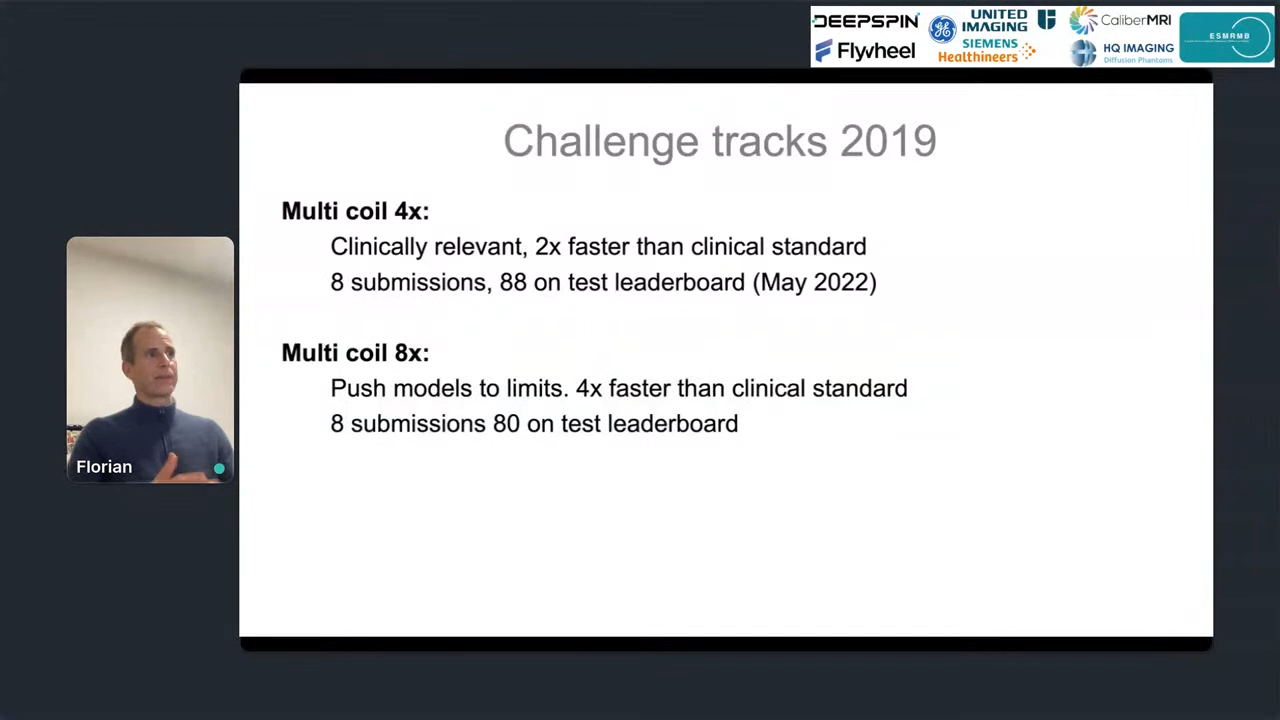 DEEPSPIN
UNITED
IMAGING
CaliberMRI
Flywheel
SIEMENS
Healthineers
HQ IMAGING
Diffusion Phantoms
ESMRMB
Challenge tracks 2019
Multi coil 4x:
Clinically relevant, 2x faster than clinical standard
8 submissions, 88 on test leaderboard (May 2022)
Multi coil 8x:
Push models to limits. 4x faster than clinical standard
8 submissions 80 on test leaderboard
Florian